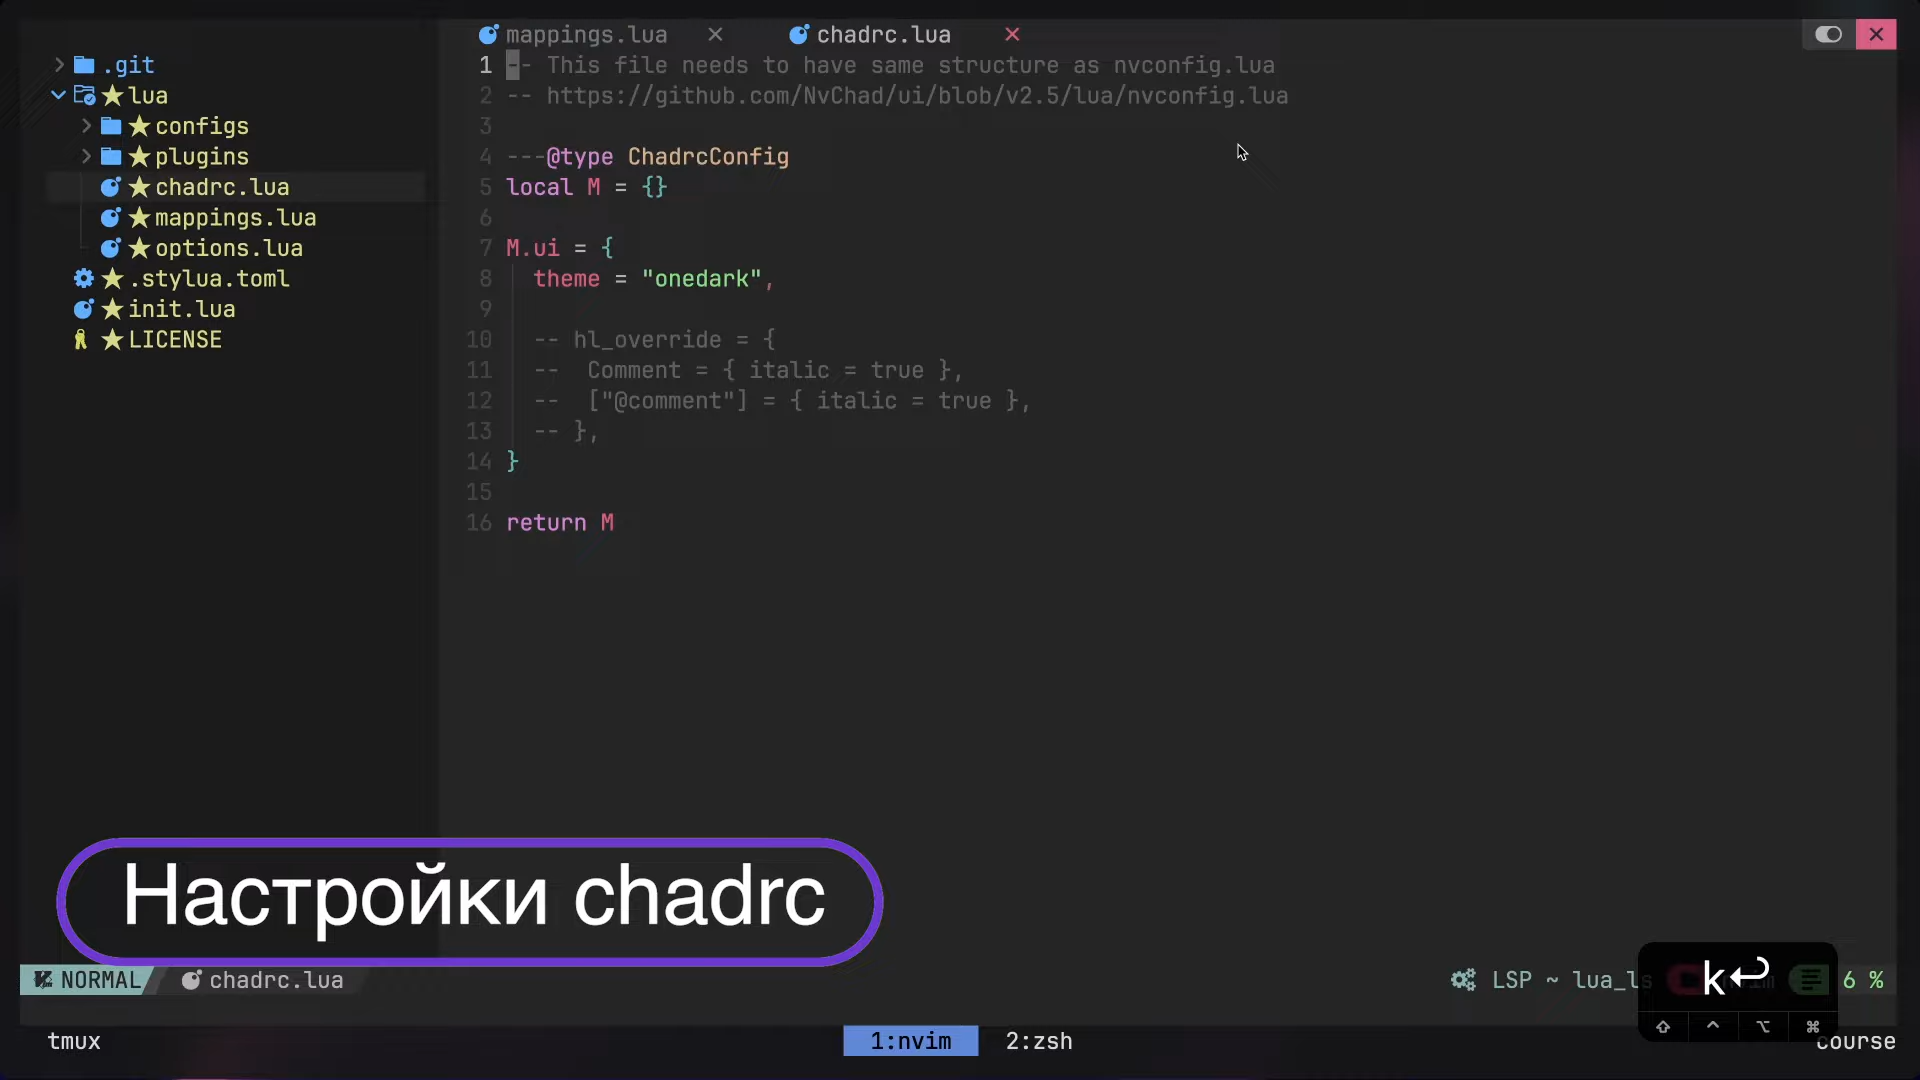 mappings.lua
chadrc.lua
.git
lua
configs
plugins
chadrc.lua
mappings.lua
options.lua
.stylua.toml
init.lua
LICENSE
1 -- This file needs to have same structure as nvconfig.lua
2 -- https://github.com/NvChad/ui/blob/v2.5/lua/nvconfig.lua
3
4 ---@type ChadrcConfig
5 local M = {}
6
7 M.ui = {
8 theme = "onedark",
9
10 -- hl_override = {
11 -- Comment = { italic = true },
12 -- ["@comment"] = { italic = true },
13 -- },
14 }
15
16 return M
Настройки chadrc
NORMAL chadrc.lua
LSP ~ lua_ls
6 %
k
tmux
1:nvim
2:zsh
course